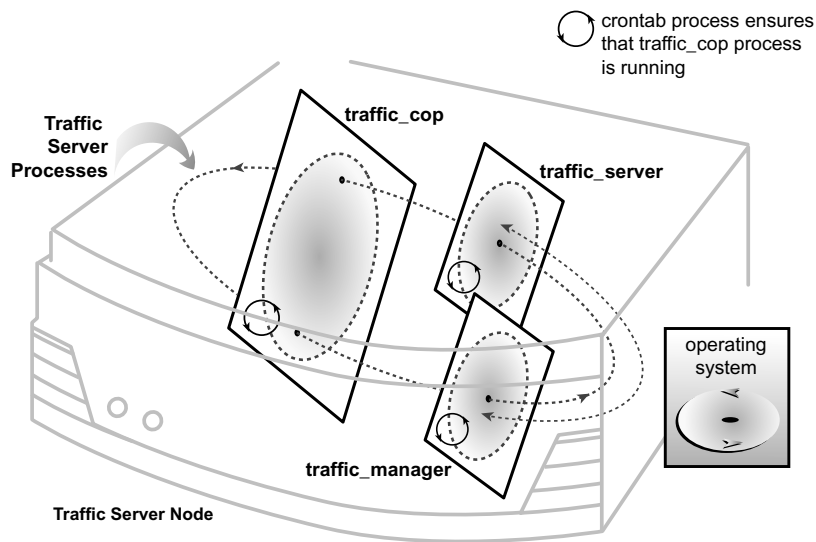 crontab process ensures
that traffic_cop process
is running
traffic_cop
Traffic
Server
Processes
traffic_server
operating
system
traffic_manager
Traffic Server Node